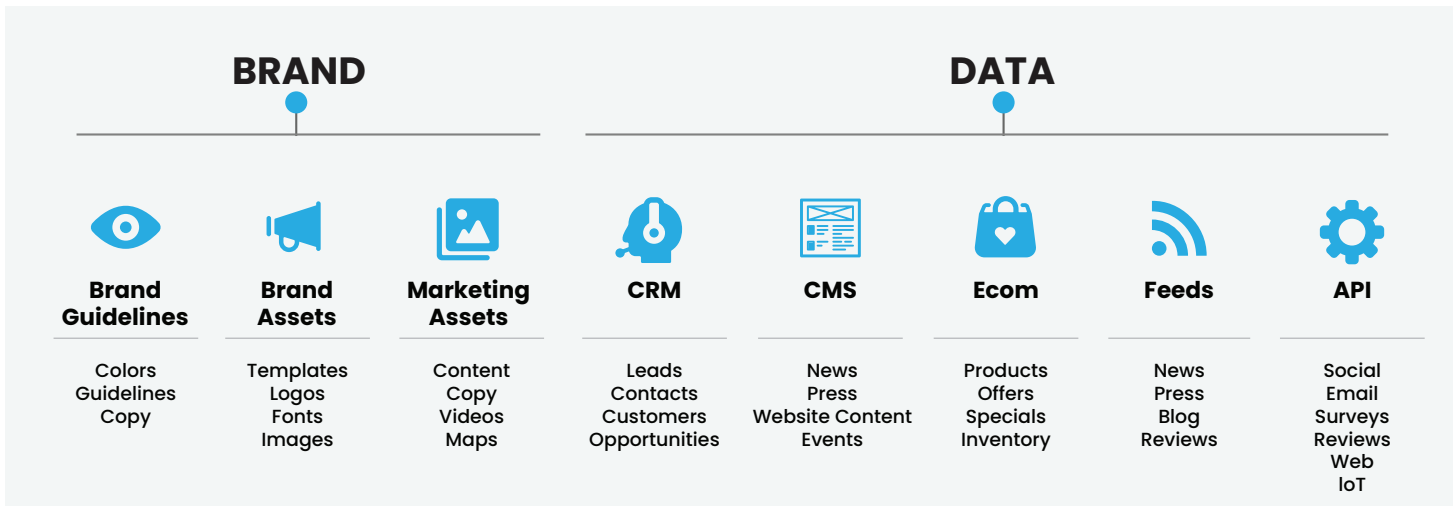 BRAND
DATA
Brand
Guidelines
Colors
Guidelines
Copy
Brand
Assets
Templates
Logos
Fonts
Images
Marketing
Assets
Content
Copy
Videos
Maps
CRM
Leads
Contacts
Customers
Opportunities
CMS
News
Press
Website Content
Events
Ecom
Products
Offers
Specials
Inventory
Feeds
News
Press
Blog
Reviews
API
Social
Email
Surveys
Reviews
Web
IoT